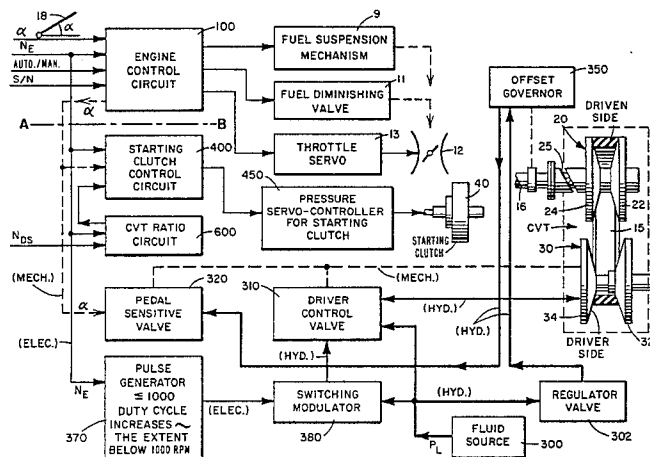 18
α
α
N_E
AUTO./MAN.
S/N
100
ENGINE
CONTROL
CIRCUIT
9
FUEL SUSPENSION
MECHANISM
11
FUEL DIMINISHING
VALVE
13
THROTTLE
SERVO
12
350
OFFSET
GOVERNOR
DRIVEN
SIDE
20
25
16
24
22
15
CVT
30
34
32
DRIVER
SIDE
α
A
B
400
STARTING
CLUTCH
CONTROL
CIRCUIT
450
PRESSURE
SERVO-CONTROLLER
FOR STARTING
CLUTCH
40
STARTING
CLUTCH
N_DS
600
CVT RATIO
CIRCUIT
(MECH.)
320
PEDAL
SENSITIVE
VALVE
α
310
DRIVER
CONTROL
VALVE
(MECH.)
(HYD.)
(HYD.)
(ELEC.)
(HYD.)
N_E
PULSE
GENERATOR
≤ 1000
DUTY CYCLE
INCREASES ~
THE EXTENT
BELOW 1000 RPM
370
(ELEC.)
SWITCHING
MODULATOR
380
(HYD.)
REGULATOR
VALVE
302
P_L
FLUID
SOURCE
300